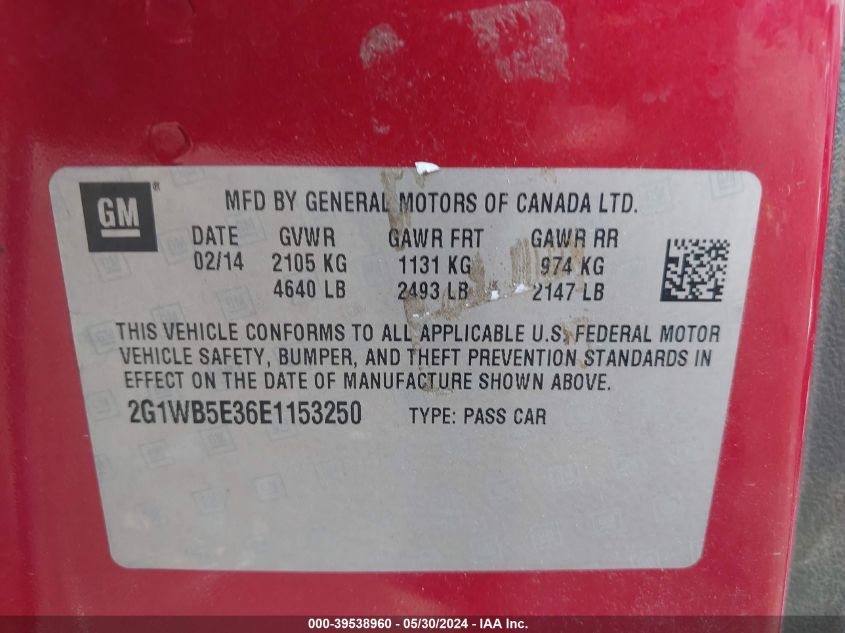 GM ®
MFD BY GENERAL MOTORS OF CANADA LTD.
DATE GVWR GAWR FRT GAWR RR
02/14 2105 KG 1131 KG 974 KG
4640 LB 2493 LB 2147 LB
THIS VEHICLE CONFORMS TO ALL APPLICABLE U.S. FEDERAL MOTOR
VEHICLE SAFETY, BUMPER, AND THEFT PREVENTION STANDARDS IN
EFFECT ON THE DATE OF MANUFACTURE SHOWN ABOVE.
2G1WB5E36E1153250 TYPE: PASS CAR
000-39538960 - 05/30/2024 - IAA Inc.